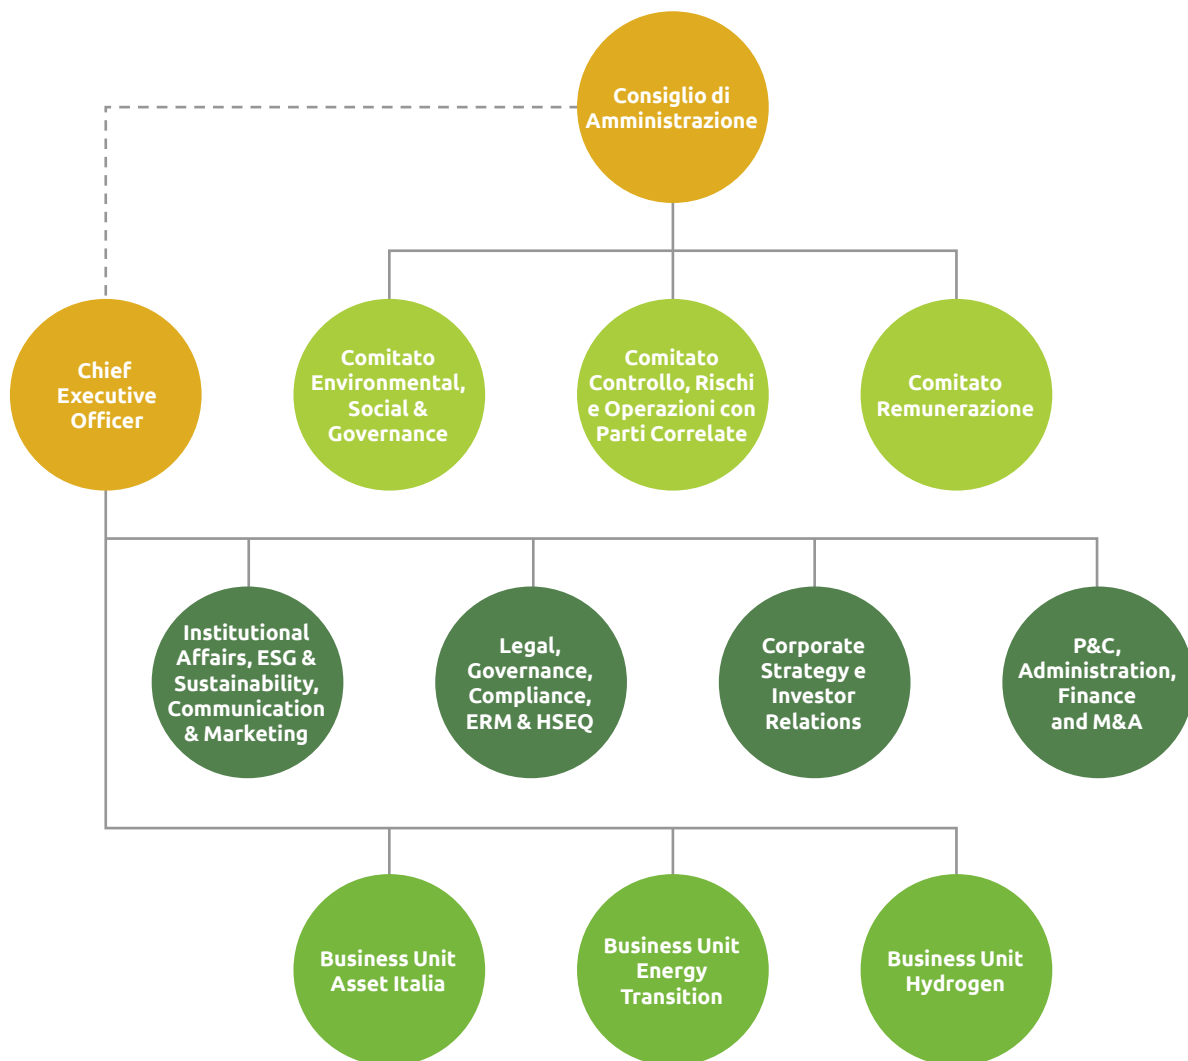 Consiglio di
Amministrazione
Chief
Executive
Officer
Comitato
Environmental,
Social &
Governance
Comitato
Controllo, Rischi
e Operazioni con
Parti Correlate
Comitato
Remunerazione
Institutional
Affairs, ESG &
Sustainability,
Communication
& Marketing
Legal,
Governance,
Compliance,
ERM & HSEQ
Corporate
Strategy e
Investor
Relations
P&C,
Administration,
Finance
and M&A
Business Unit
Asset Italia
Business Unit
Energy
Transition
Business Unit
Hydrogen